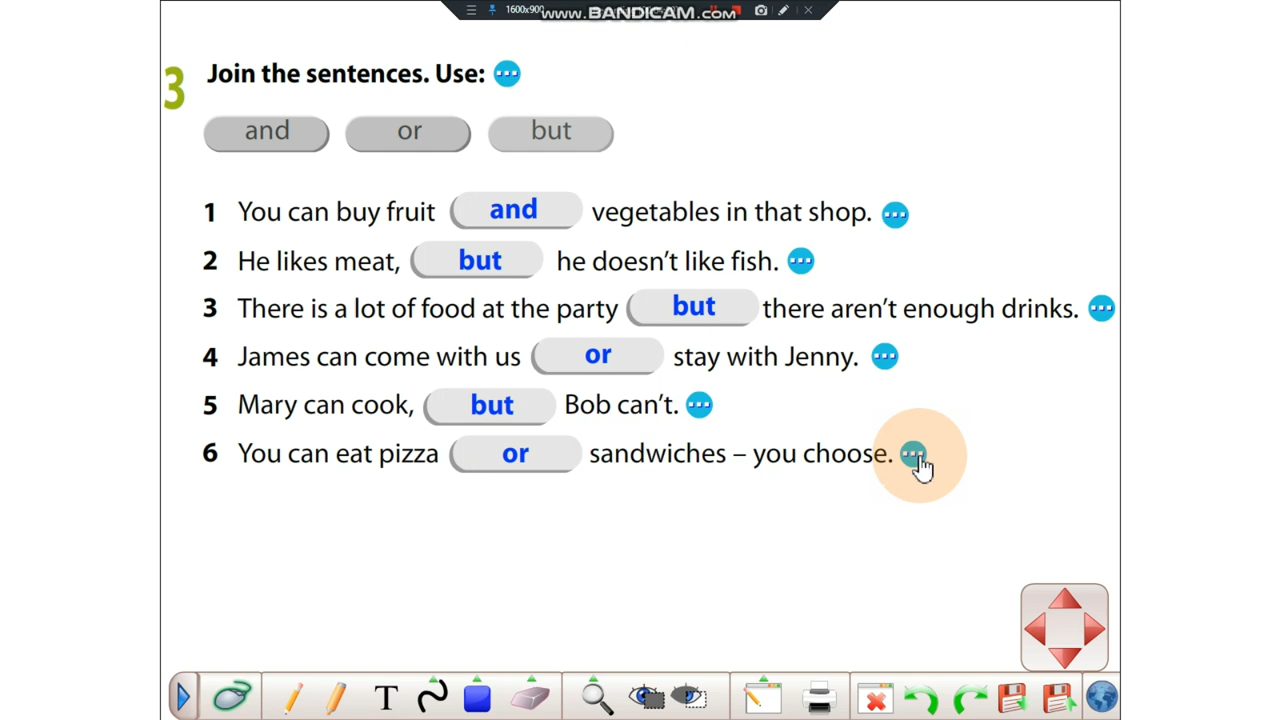 1600x900
www.BANDICAM.com
3 Join the sentences. Use:
and or but
1 You can buy fruit and vegetables in that shop.
2 He likes meat, but he doesn't like fish.
3 There is a lot of food at the party but there aren't enough drinks.
4 James can come with us or stay with Jenny.
5 Mary can cook, but Bob can't.
6 You can eat pizza or sandwiches – you choose.
T